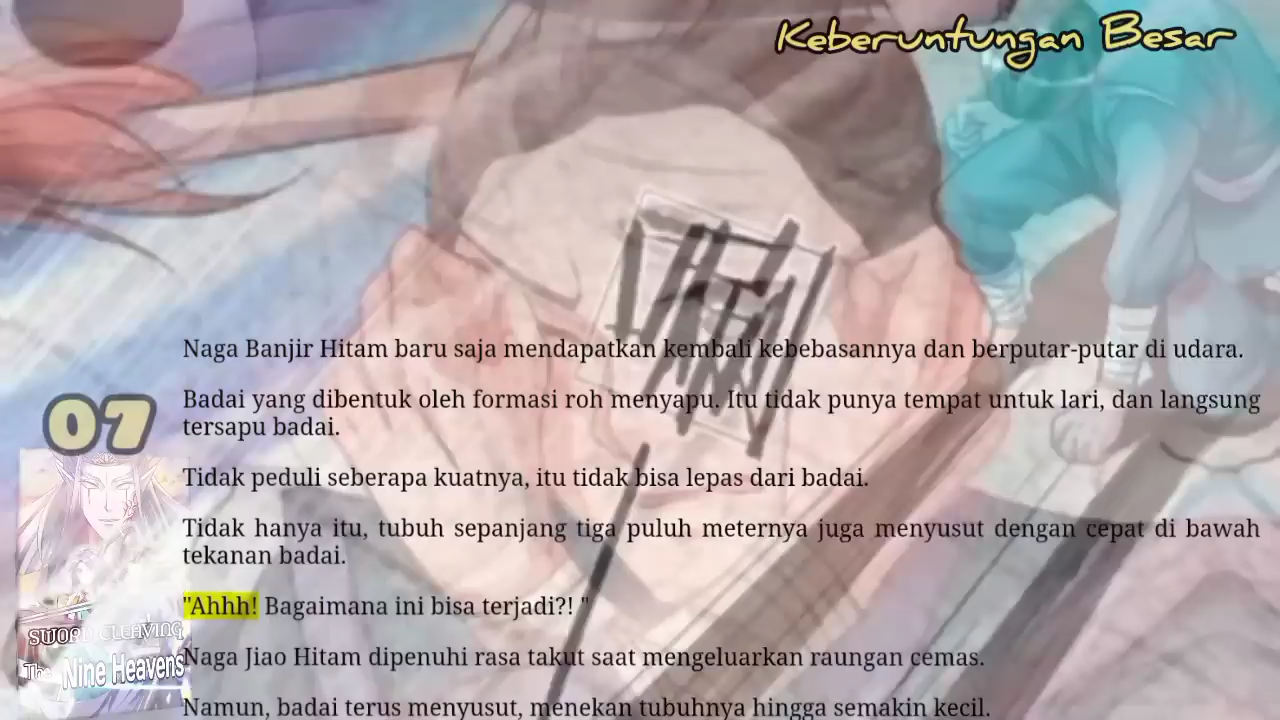 Keberuntungan Besar
Naga Banjir Hitam baru saja mendapatkan kembali kebebasannya dan berputar-putar di udara.
07
Badai yang dibentuk oleh formasi roh menyapu. Itu tidak punya tempat untuk lari, dan langsung
tersapu badai.
Tidak peduli seberapa kuatnya, itu tidak bisa lepas dari badai.
Tidak hanya itu, tubuh sepanjang tiga puluh meternya juga menyusut dengan cepat di bawah
tekanan badai.
"Ahhh! Bagaimana ini bisa terjadi?! "
SWORD CLEAVING
The Nine Heavens
Naga Jiao Hitam dipenuhi rasa takut saat mengeluarkan raungan cemas.
Namun, badai terus menyusut, menekan tubuhnya hingga semakin kecil.